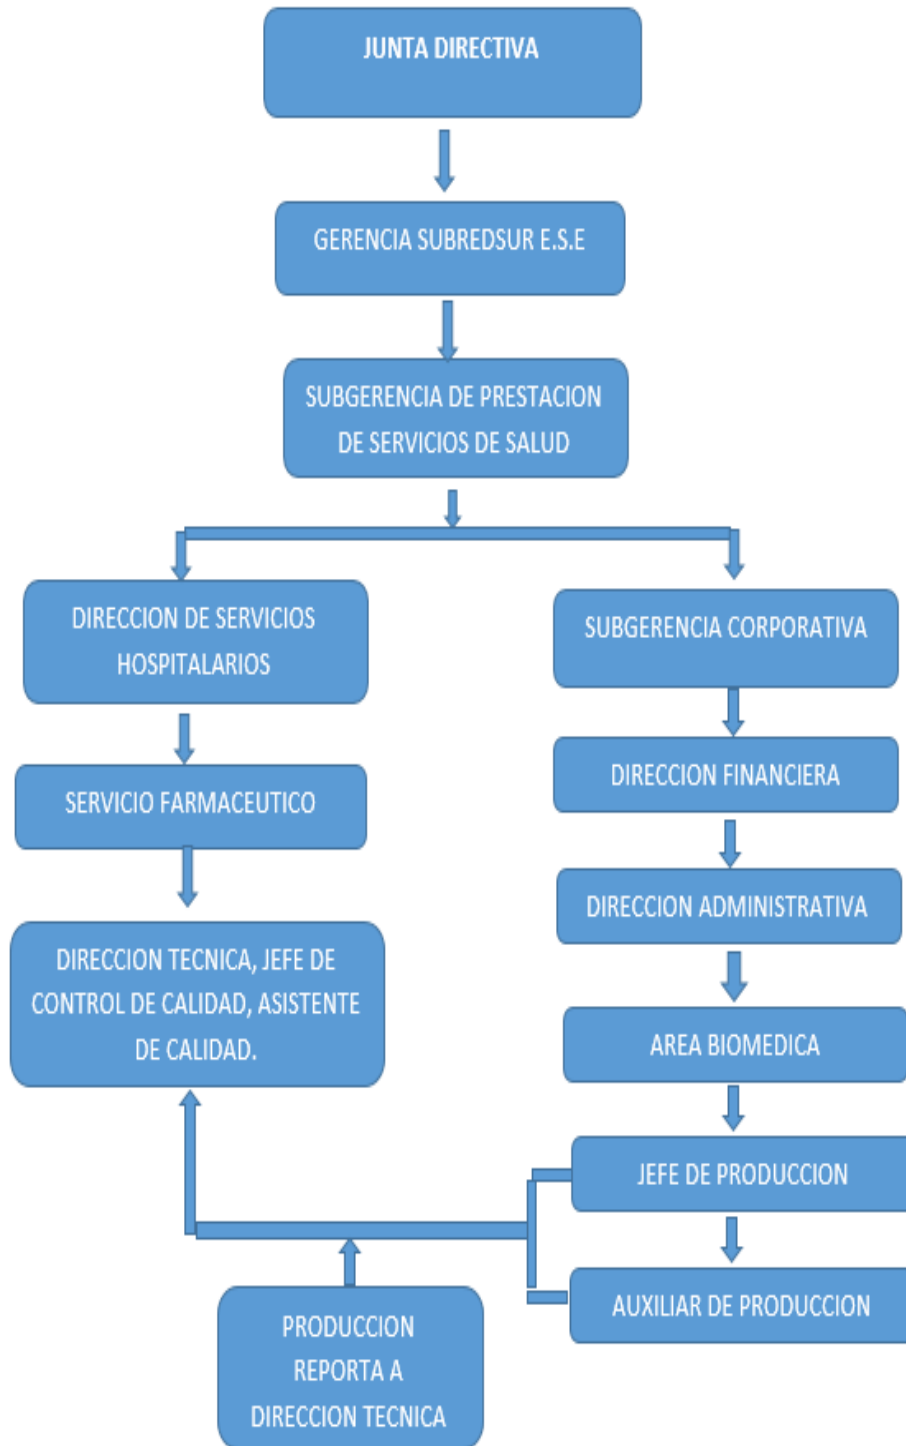 JUNTA DIRECTIVA
GERENCIA SUBREDSUR E.S.E
SUBGERENCIA DE PRESTACION
DE SERVICIOS DE SALUD
DIRECCION DE SERVICIOS
HOSPITALARIOS
SERVICIO FARMACEUTICO
DIRECCION TECNICA, JEFE DE
CONTROL DE CALIDAD, ASISTENTE
DE CALIDAD.
SUBGERENCIA CORPORATIVA
DIRECCION FINANCIERA
DIRECCION ADMINISTRATIVA
AREA BIOMEDICA
JEFE DE PRODUCCION
AUXILIAR DE PRODUCCION
PRODUCCION
REPORTA A
DIRECCION TECNICA